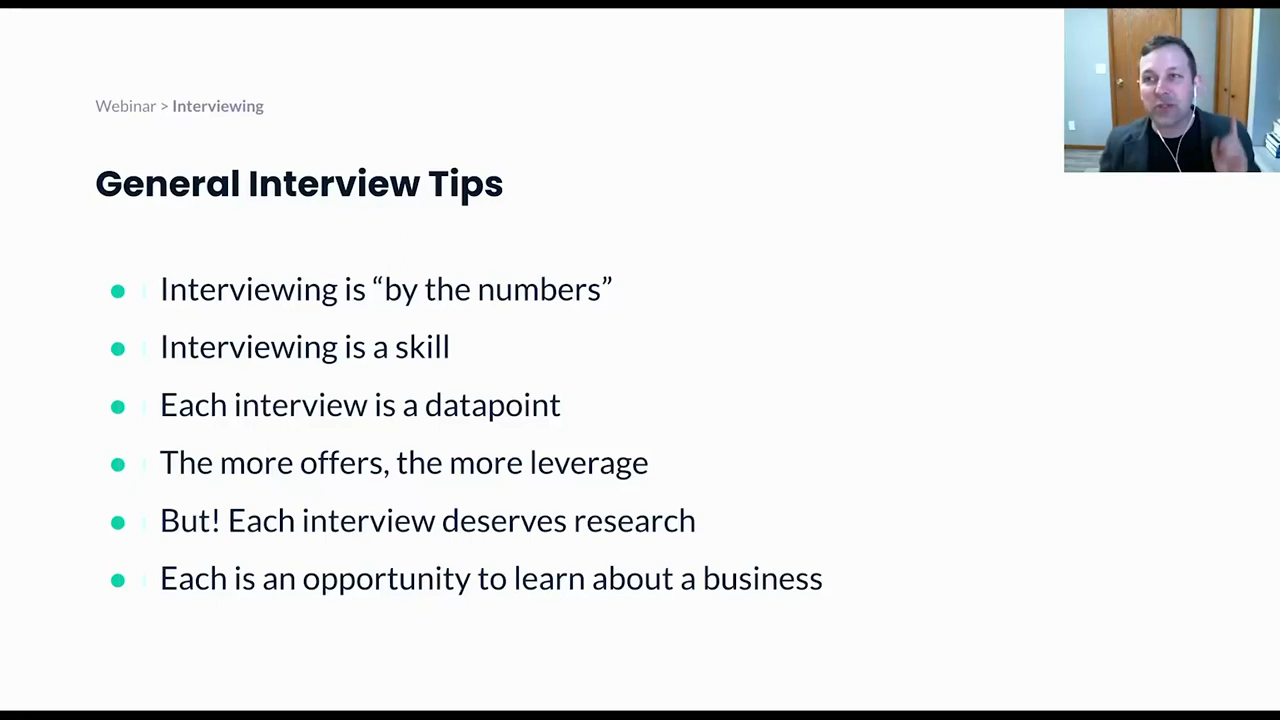 Webinar > Interviewing
General Interview Tips
Interviewing is “by the numbers”
Interviewing is a skill
Each interview is a datapoint
The more offers, the more leverage
But! Each interview deserves research
Each is an opportunity to learn about a business